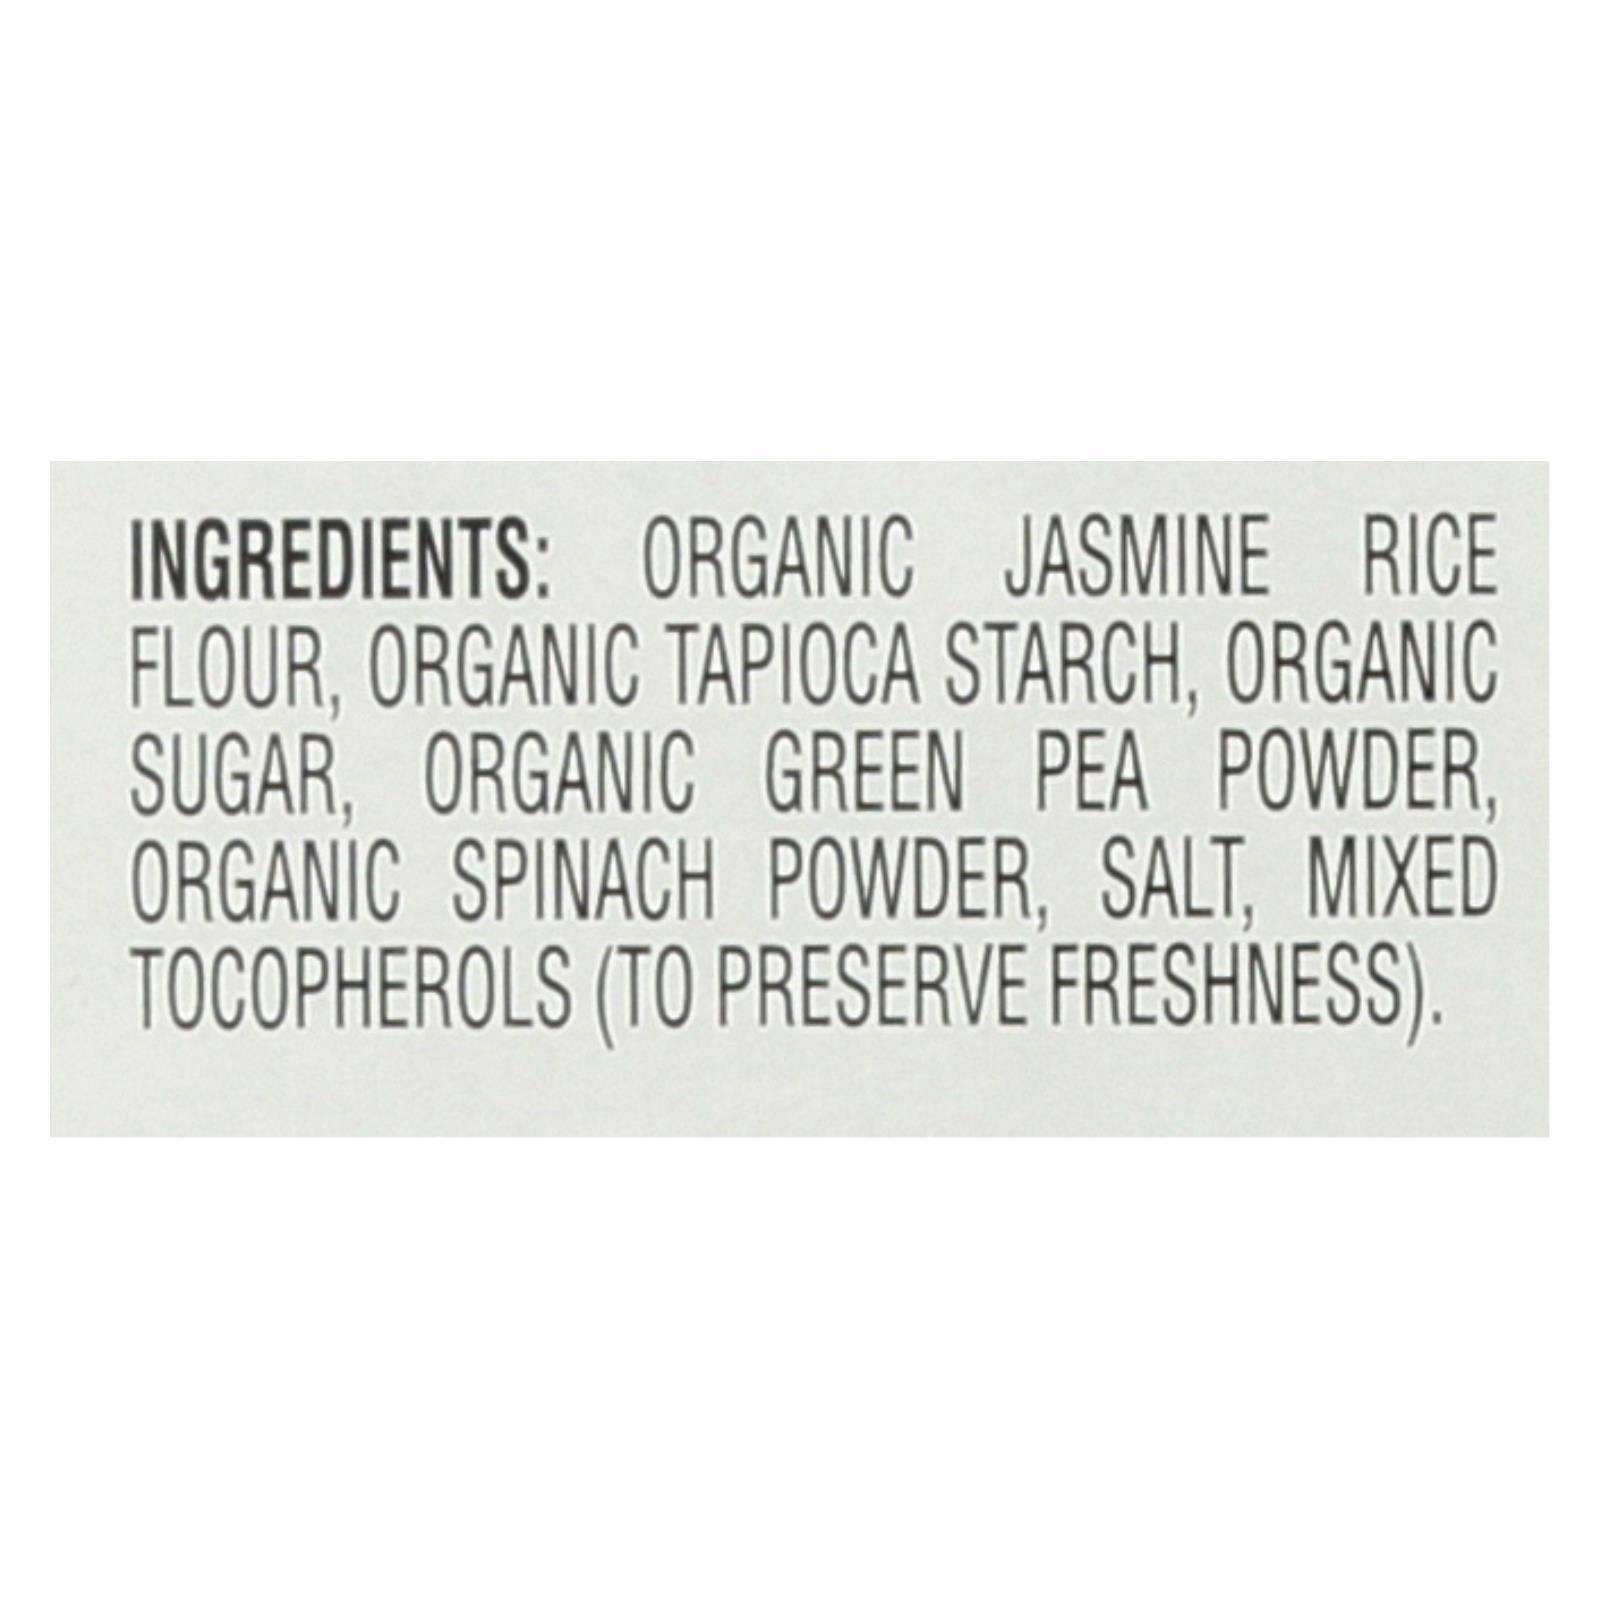 INGREDIENTS: ORGANIC JASMINE RICE
FLOUR, ORGANIC TAPIOCA STARCH, ORGANIC
SUGAR, ORGANIC GREEN PEA POWDER,
ORGANIC SPINACH POWDER, SALT, MIXED
TOCOPHEROLS (TO PRESERVE FRESHNESS).